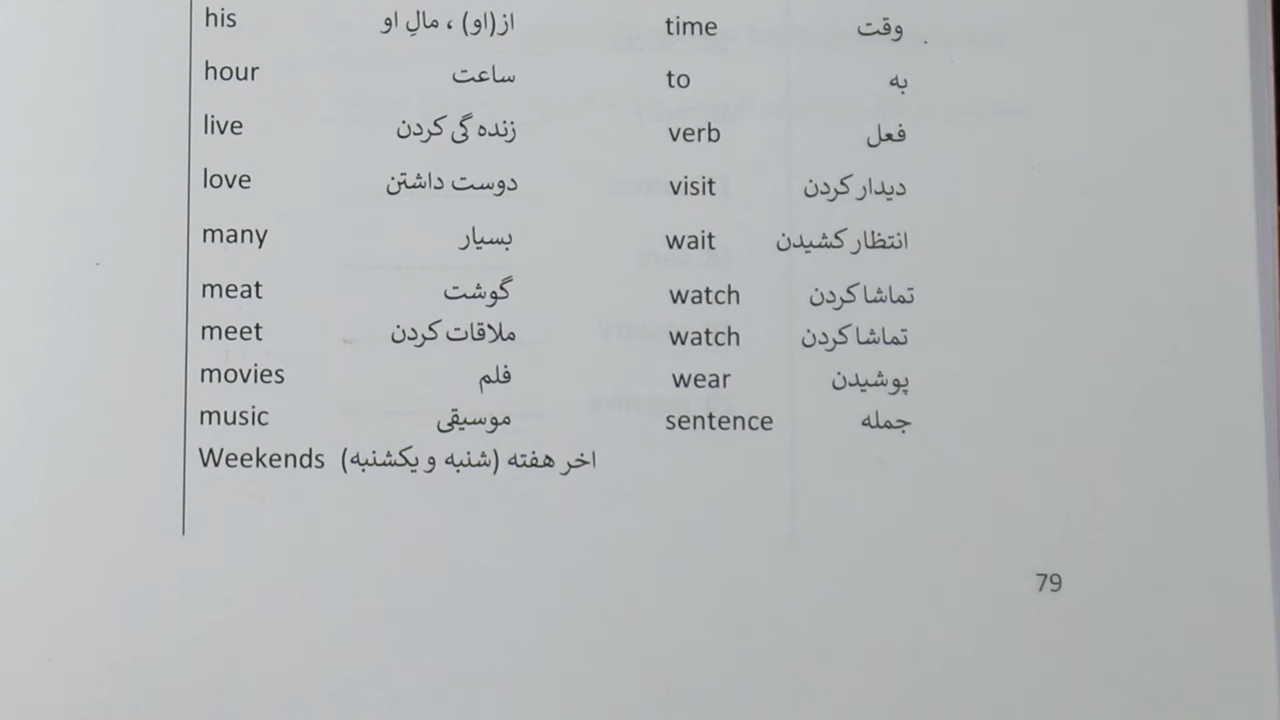 his از(او) ، مالِ او time وقت
hour ساعت to به
live زنده گی کردن verb فعل
love دوست داشتن visit دیدار کردن
many بسیار wait انتظار کشیدن
meat گوشت watch تماشا کردن
meet ملاقات کردن watch تماشا کردن
movies فلم wear پوشیدن
music موسیقی sentence جمله
Weekends اخر هفته (شنبه و یکشنبه)
79